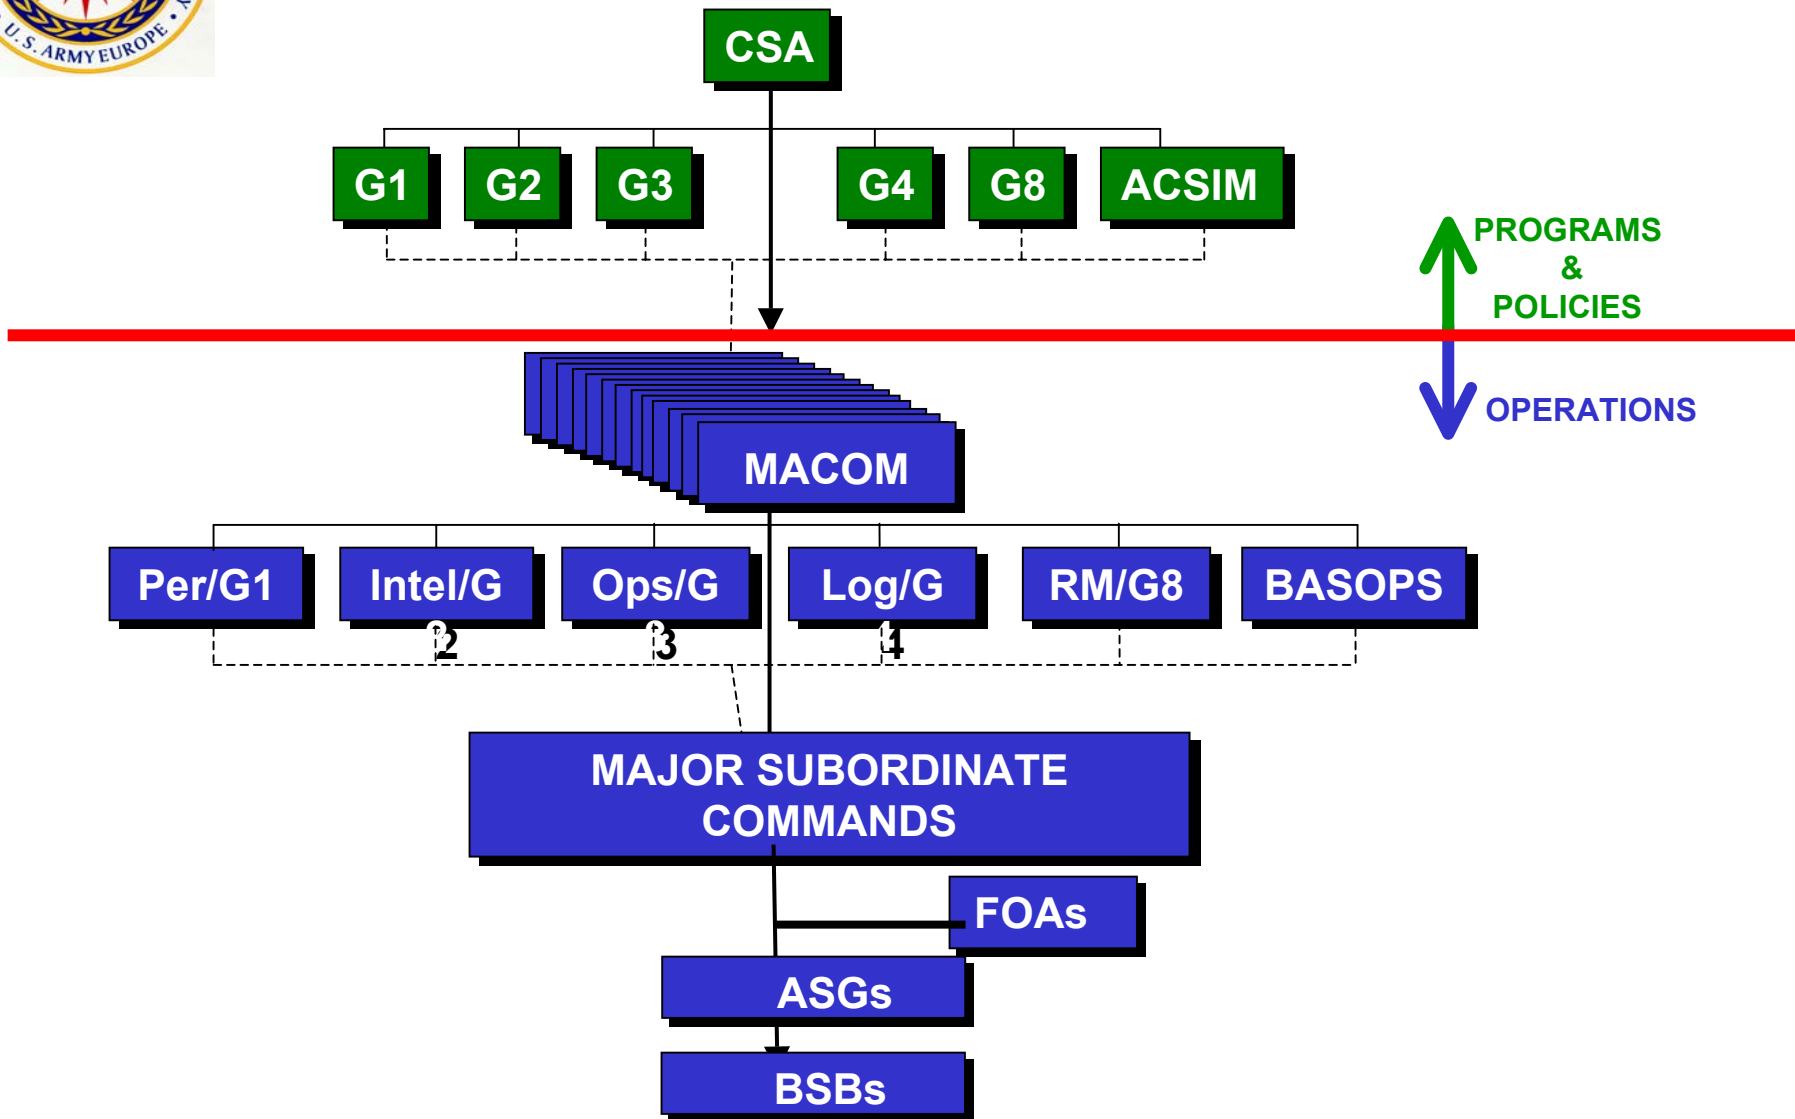 U.S. ARMY EUROPE
CSA
G1 G2 G3 G4 G8 ACSIM
PROGRAMS
&
POLICIES
OPERATIONS
MACOM
Per/G1 Intel/G Ops/G Log/G RM/G8 BASOPS
2 3 4
MAJOR SUBORDINATE
COMMANDS
FOAs
ASGs
BSBs